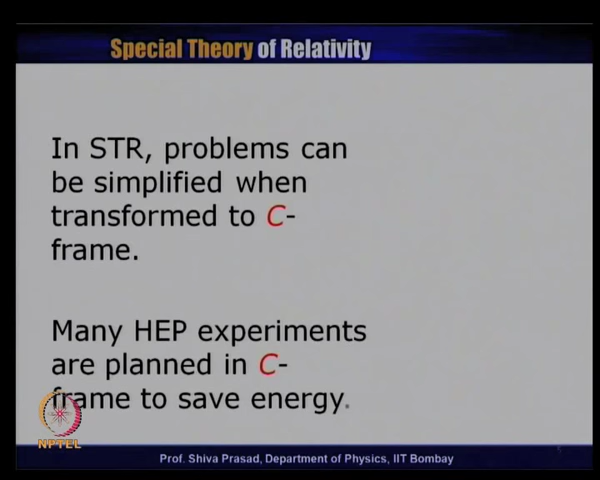 Special Theory of Relativity
In STR, problems can
be simplified when
transformed to C-
frame.
Many HEP experiments
are planned in C-
frame to save energy.
NPTEL
Prof. Shiva Prasad, Department of Physics, IIT Bombay
5